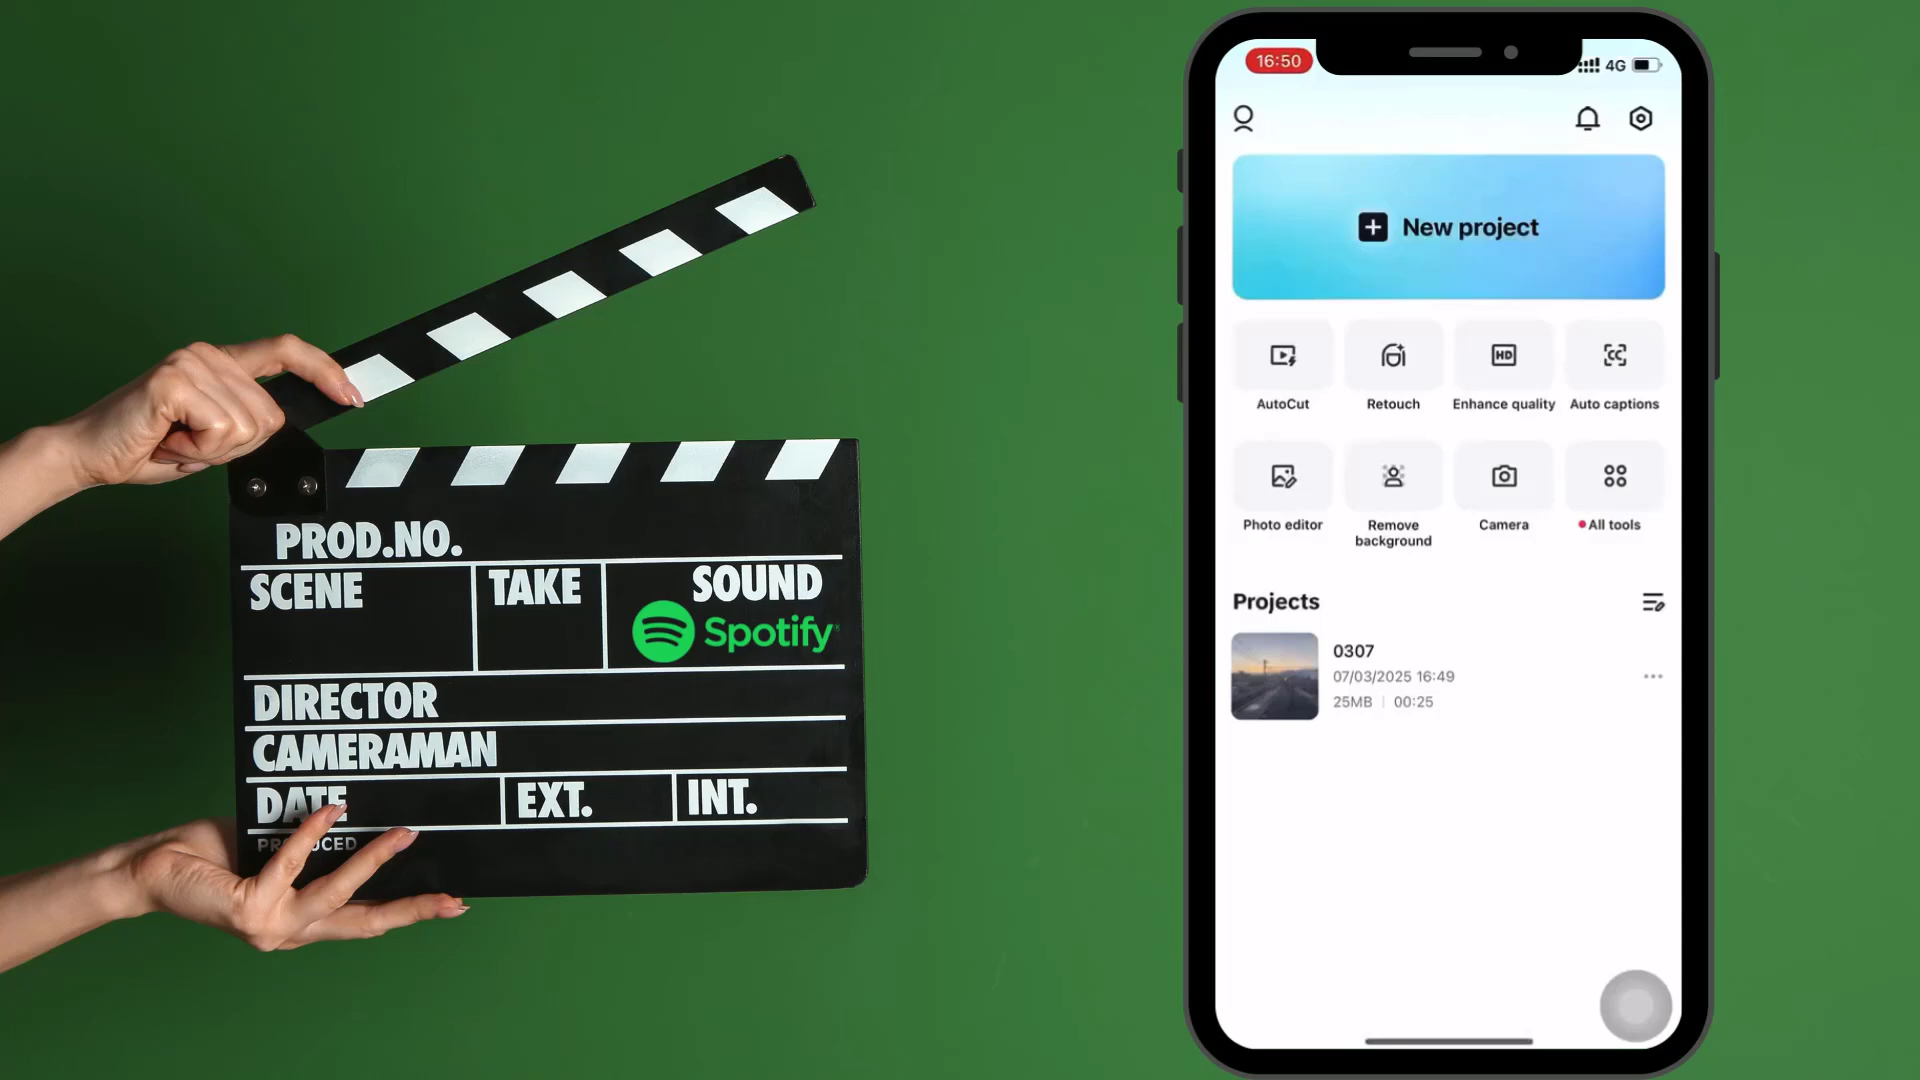 PROD.NO.
SCENE
TAKE
SOUND
Spotify
DIRECTOR
CAMERAMAN
DATE
EXT.
INT.
16:50
4G
New project
HD
CC
AutoCut
Retouch
Enhance quality
Auto captions
Photo editor
Remove
background
Camera
All tools
Projects
0307
07/03/2025 16:49
25MB | 00:25